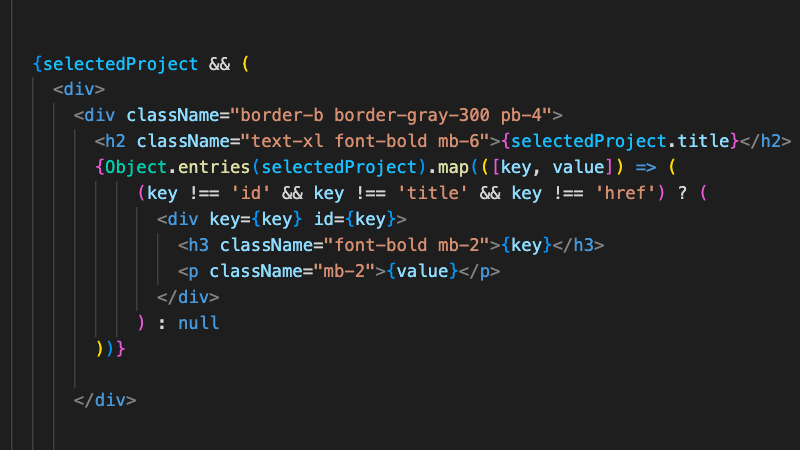 {selectedProject && (
<div>
<div className="border-b border-gray-300 pb-4">
<h2 className="text-xl font-bold mb-6">{selectedProject.title}</h2>
{Object.entries(selectedProject).map(([key, value]) => (
(key !== 'id' && key !== 'title' && key !== 'href') ? (
<div key={key} id={key}>
<h3 className="font-bold mb-2">{key}</h3>
<p className="mb-2">{value}</p>
</div>
) : null
))}
</div>